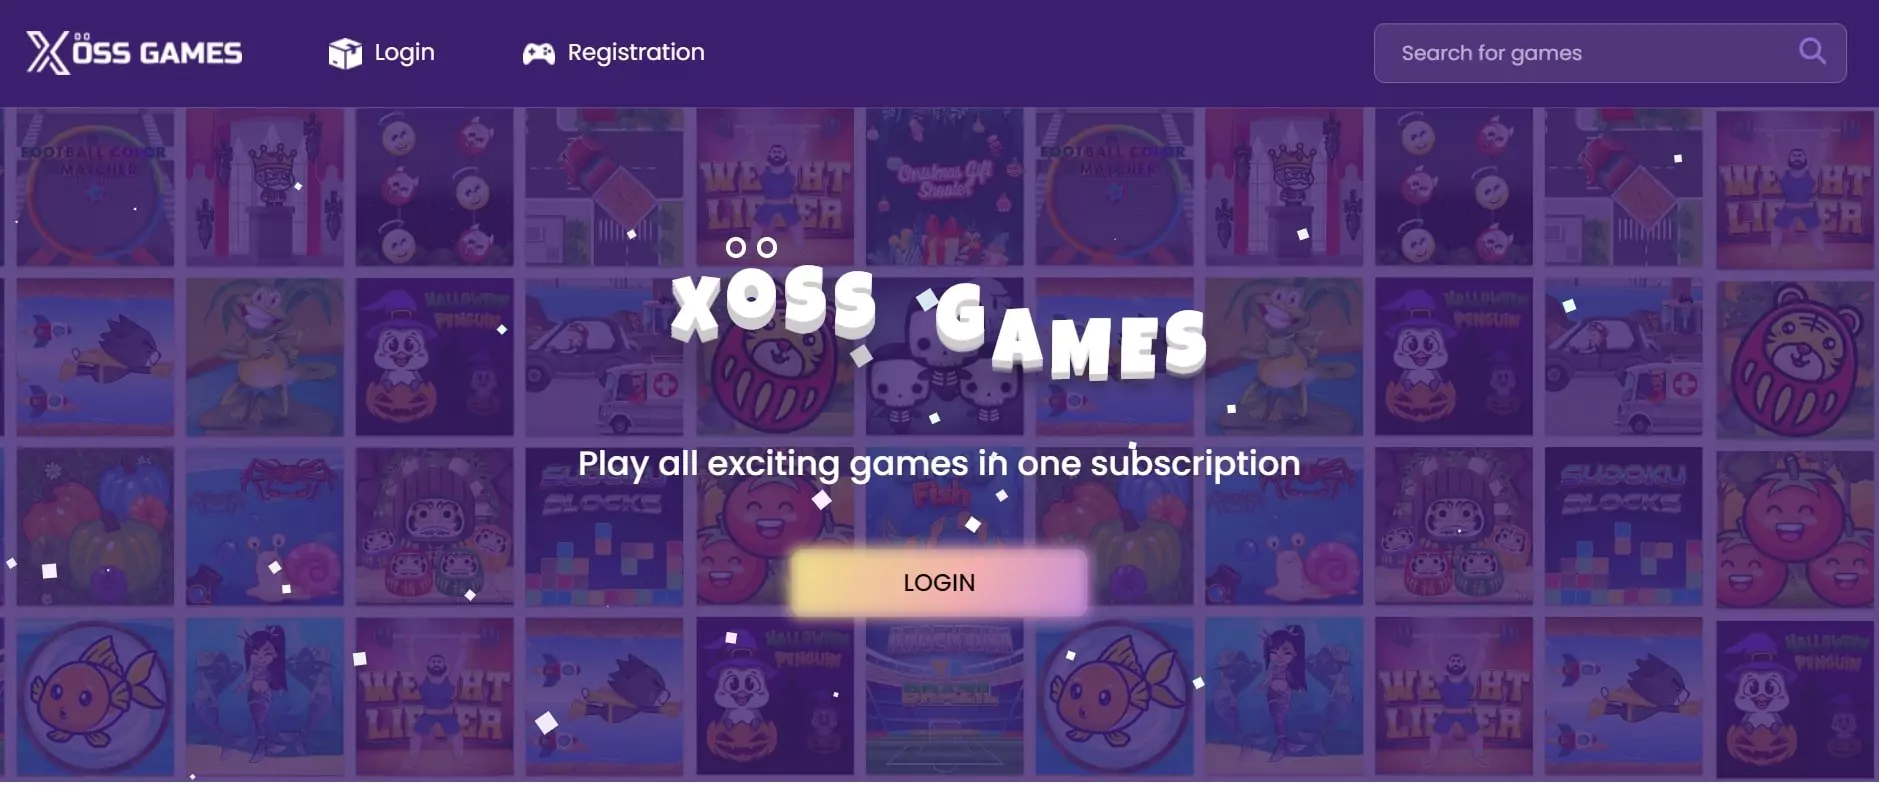 XÖSS GAMES
Login
Registration
Search for games
FOOTBALL COLOR
MATCHER
WEIGHT
LIFTER
Christmas Gift
Shooter
FOOTBALL COLOR
MATCHER
WEIGHT
LIFTER
XÖSS GAMES
HALLOWEEN
PENGUIN
HALLOWEEN
PENGUIN
Play all exciting games in one subscription
SUDOKU
BLOCKS
Fish
SUDOKU
BLOCKS
LOGIN
WEIGHT
LIFTER
HALLOWEEN
PENGUIN
ARGENTINA
BRAZIL
WEIGHT
LIFTER
HALLOWEEN
PENGUIN